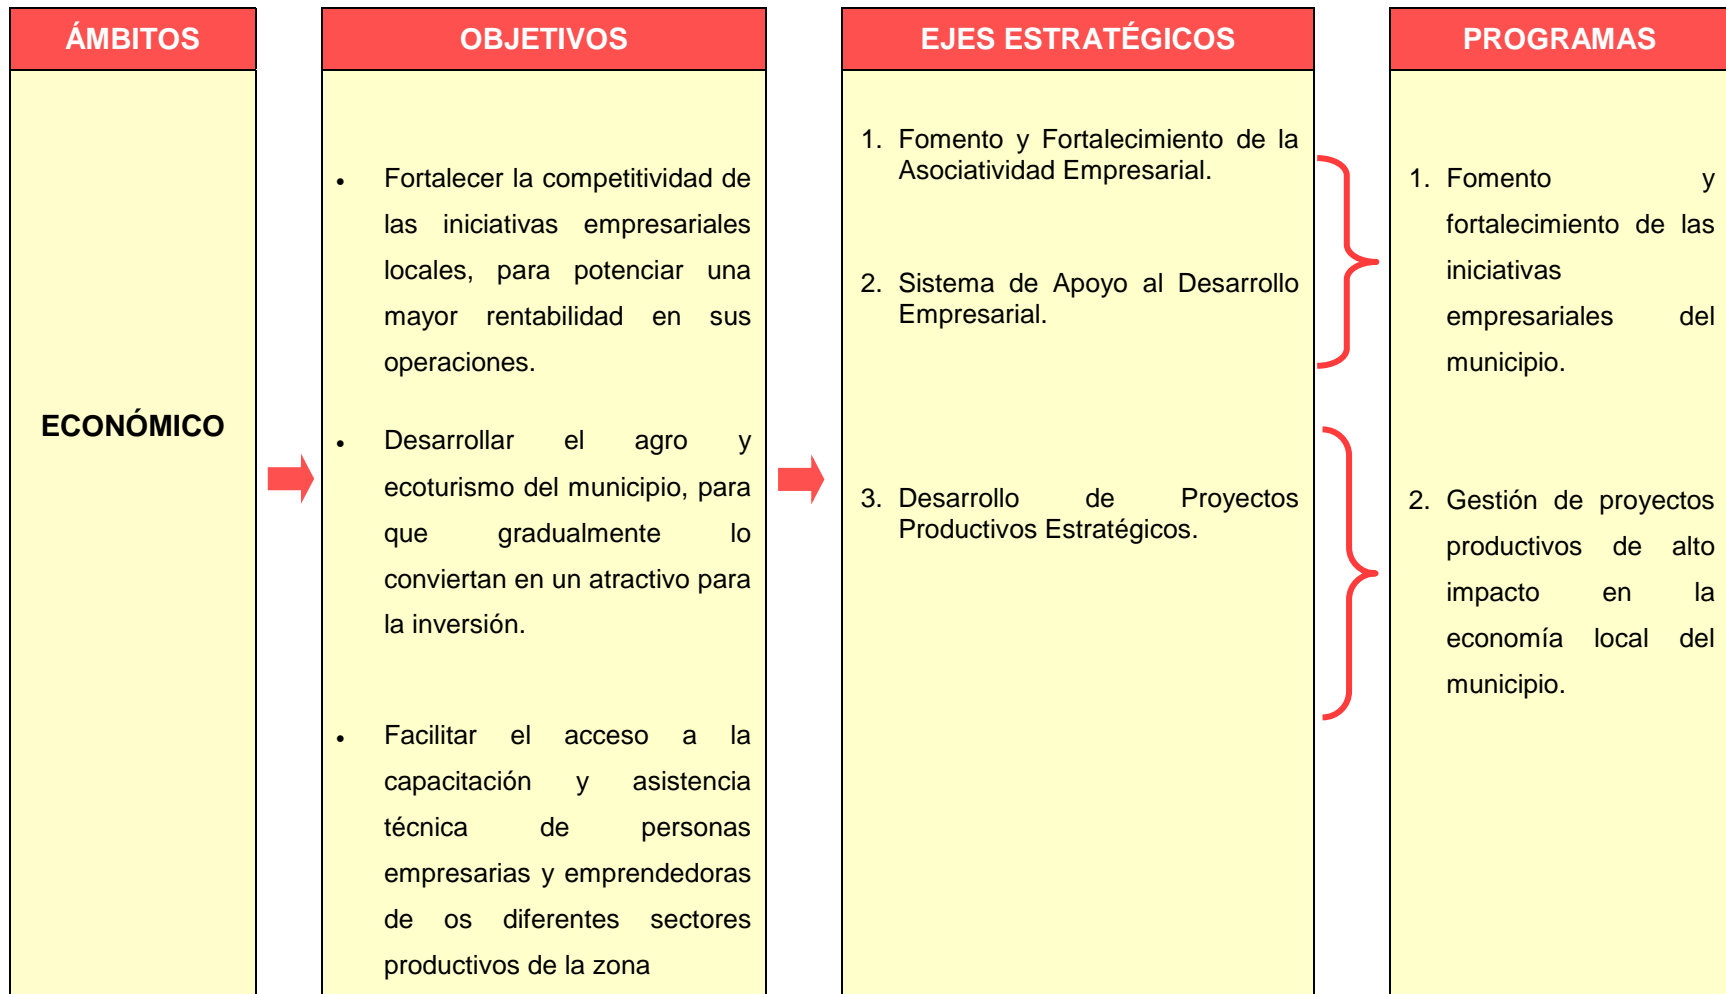 ÁMBITOS
ECONÓMICO
OBJETIVOS
• Fortalecer la competitividad de
las iniciativas empresariales
locales, para potenciar una
mayor rentabilidad en sus
operaciones.
• Desarrollar el agro y
ecoturismo del municipio, para
que gradualmente lo
conviertan en un atractivo para
la inversión.
• Facilitar el acceso a la
capacitación y asistencia
técnica de personas
empresarias y emprendedoras
de os diferentes sectores
productivos de la zona
EJES ESTRATÉGICOS
1. Fomento y Fortalecimiento de la
Asociatividad Empresarial.
2. Sistema de Apoyo al Desarrollo
Empresarial.
3. Desarrollo de Proyectos
Productivos Estratégicos.
PROGRAMAS
1. Fomento y
fortalecimiento de las
iniciativas
empresariales del
municipio.
2. Gestión de proyectos
productivos de alto
impacto en la
economía local del
municipio.